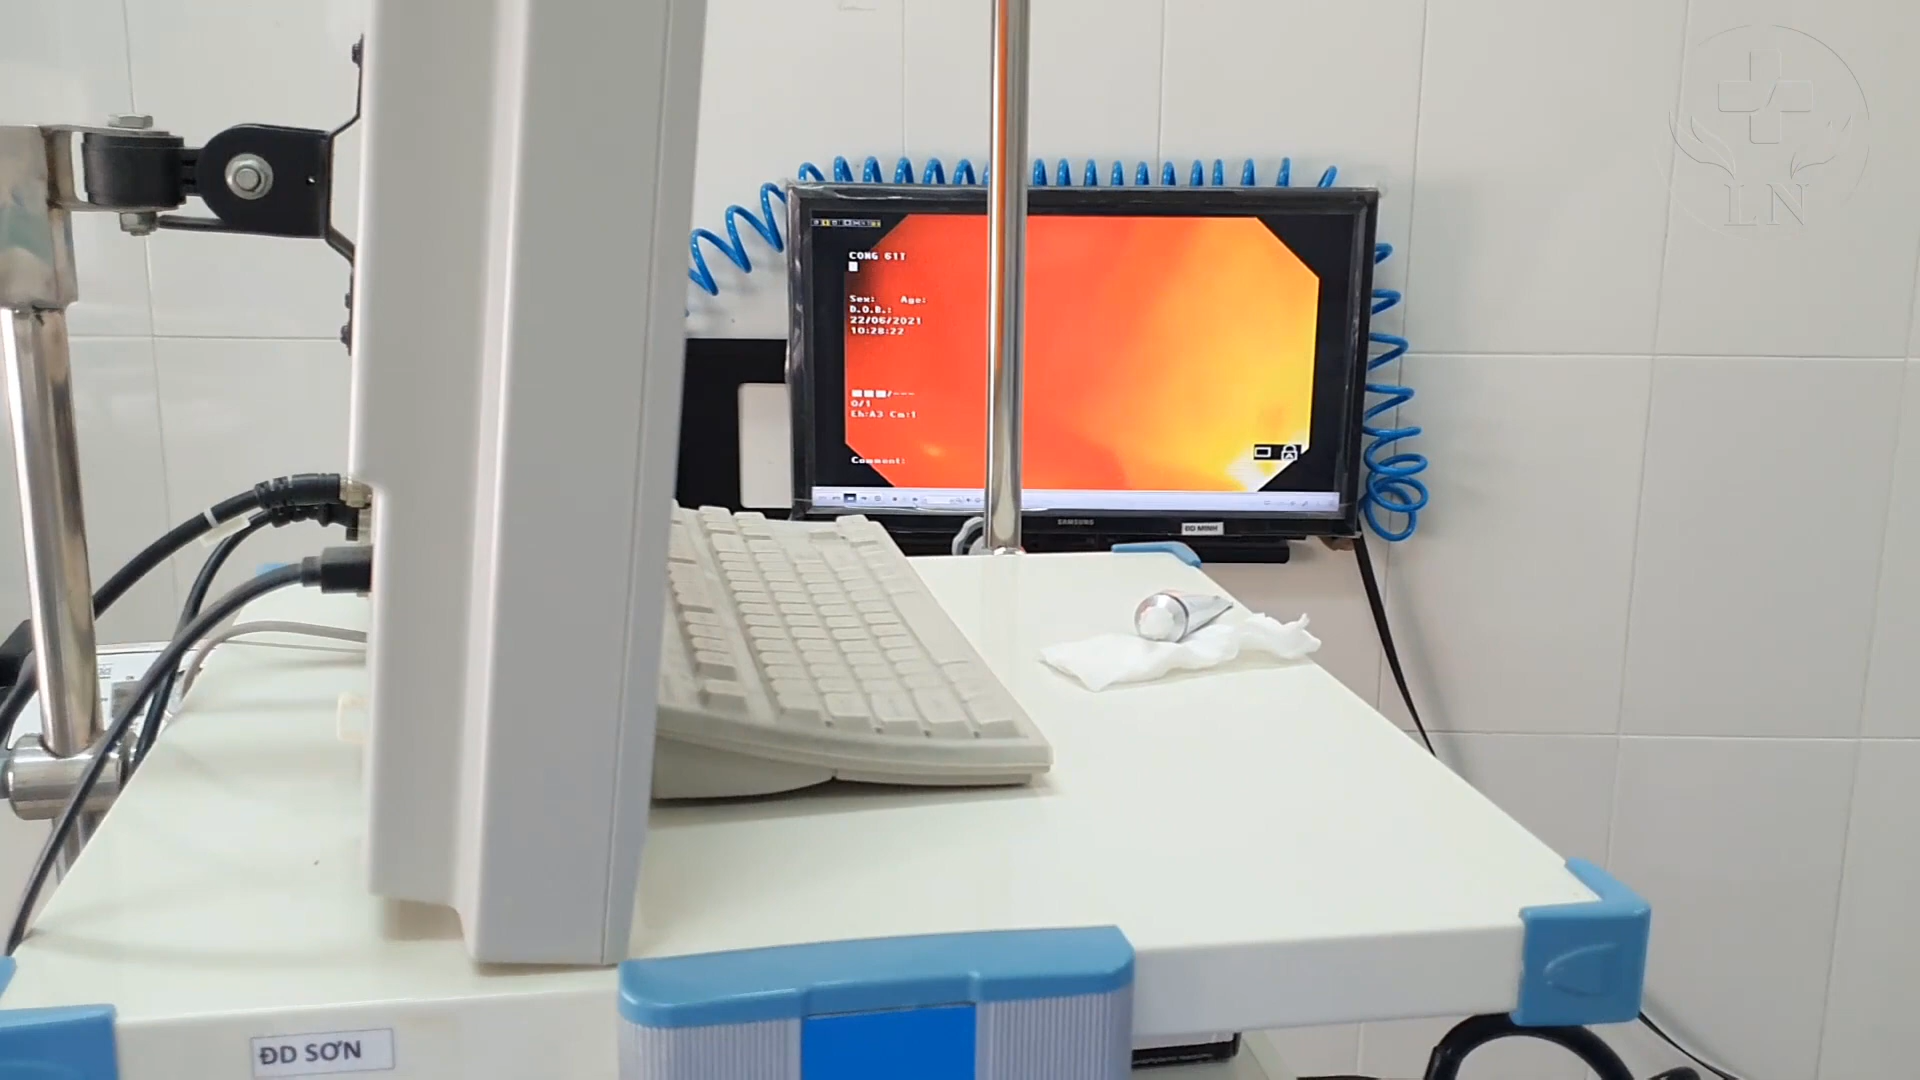 LN
CONG 61T
Sex: Age:
D.O.B.:
22/06/2021
10:28:22
0/1
Eh:A3 Cm:1
Comment:
SAMSUNG
ĐD MINH
ĐD SƠN